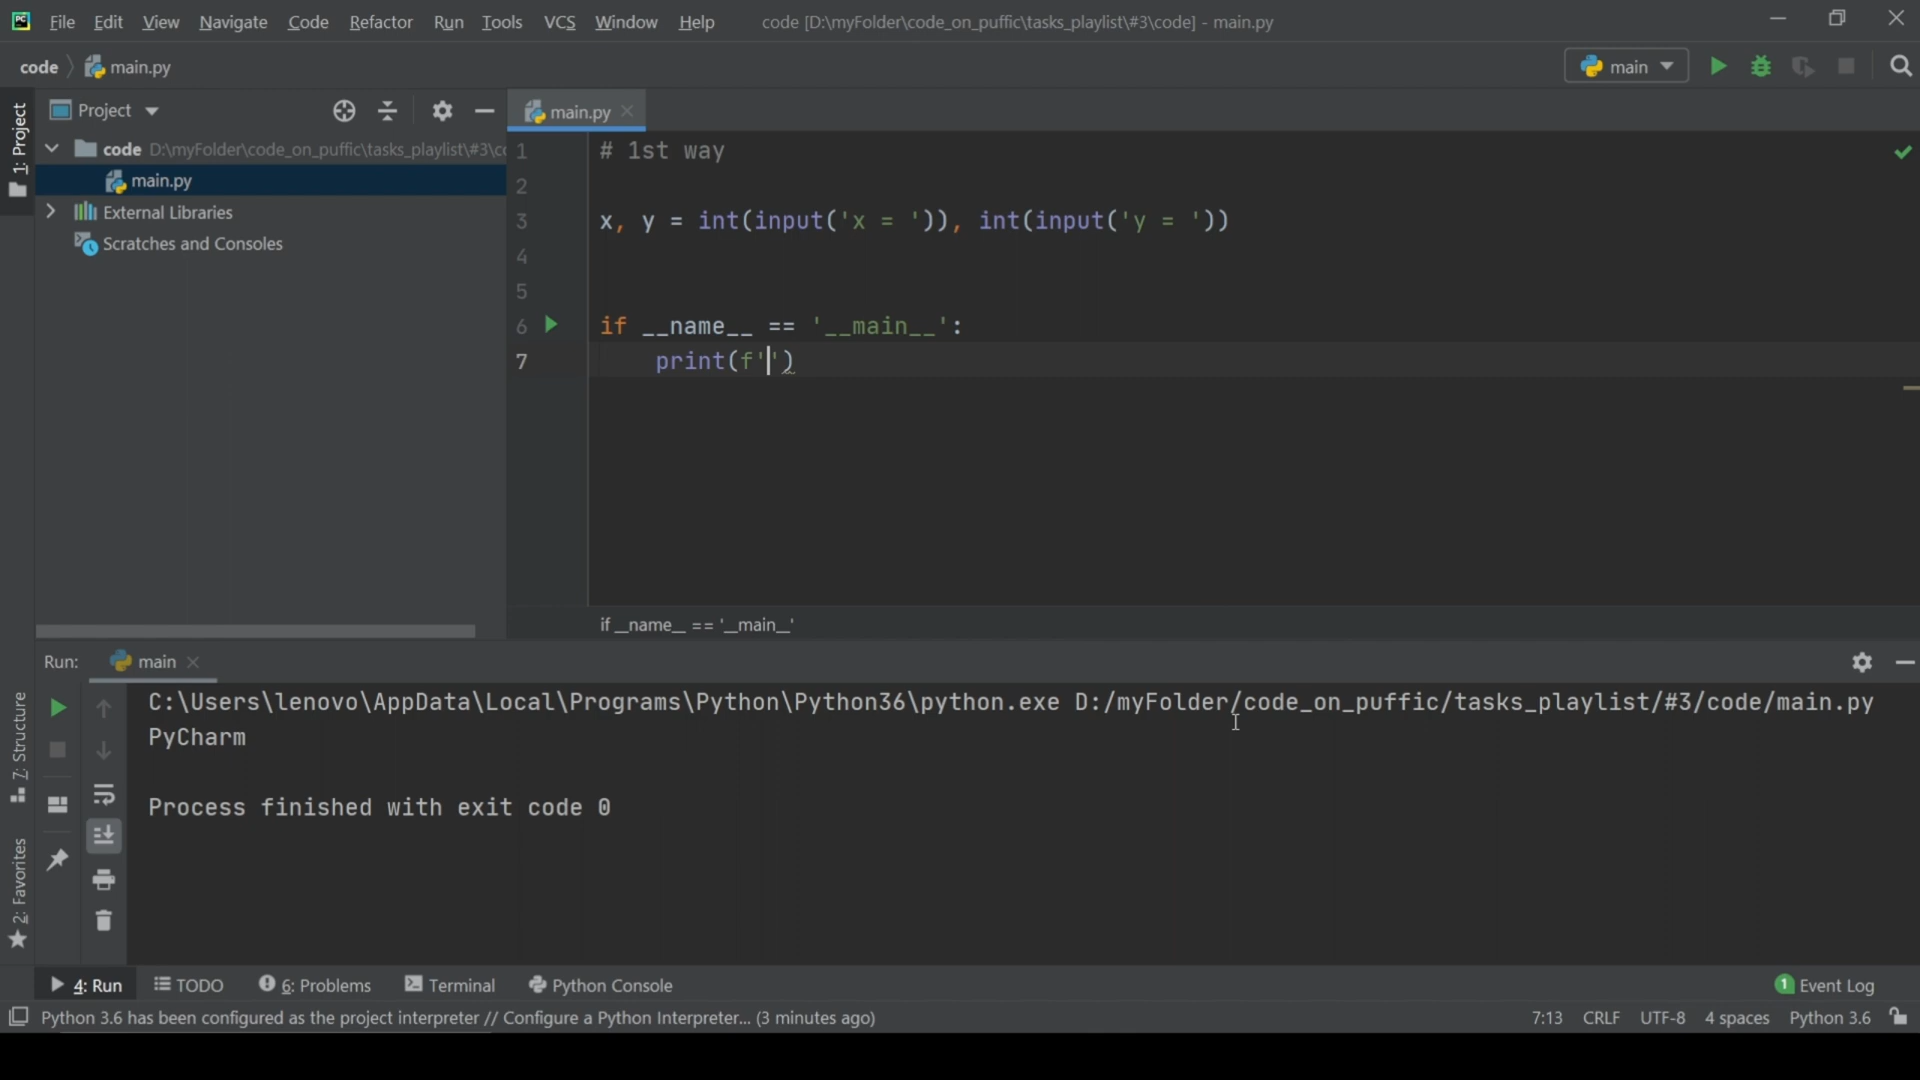 File Edit View Navigate Code Refactor Run Tools VCS Window Help code [D:\myFolder\code_on_puffic\tasks_playlist\#3\code] - main.py
code main.py main
1: Project
Project main.py
code D:\myFolder\code_on_puffic\tasks_playlist\#3\c
main.py
External Libraries
Scratches and Consoles
1 # 1st way
2
3 x, y = int(input('x = ')), int(input('y = '))
4
5
6 if __name__ == '__main__':
7 print(f'')
if __name__ == '__main__'
Run: main
C:\Users\lenovo\AppData\Local\Programs\Python\Python36\python.exe D:/myFolder/code_on_puffic/tasks_playlist/#3/code/main.py
PyCharm
Process finished with exit code 0
7: Structure
2: Favorites
4: Run TODO 6: Problems Terminal Python Console 1 Event Log
Python 3.6 has been configured as the project interpreter // Configure a Python Interpreter... (3 minutes ago) 7:13 CRLF UTF-8 4 spaces Python 3.6